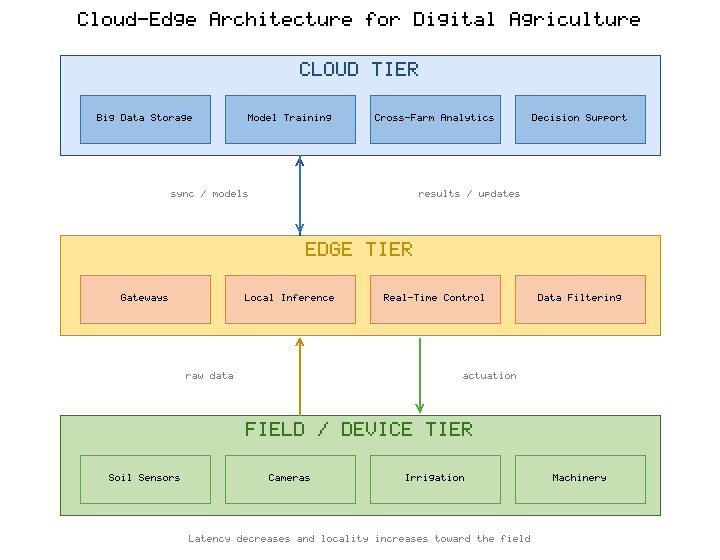 Cloud-Edge Architecture for Digital Agriculture
CLOUD TIER
Big Data Storage
Model Training
Cross-Farm Analytics
Decision Support
sync / models
results / updates
EDGE TIER
Gateways
Local Inference
Real-Time Control
Data Filtering
raw data
actuation
FIELD / DEVICE TIER
Soil Sensors
Cameras
Irrigation
Machinery
Latency decreases and locality increases toward the field